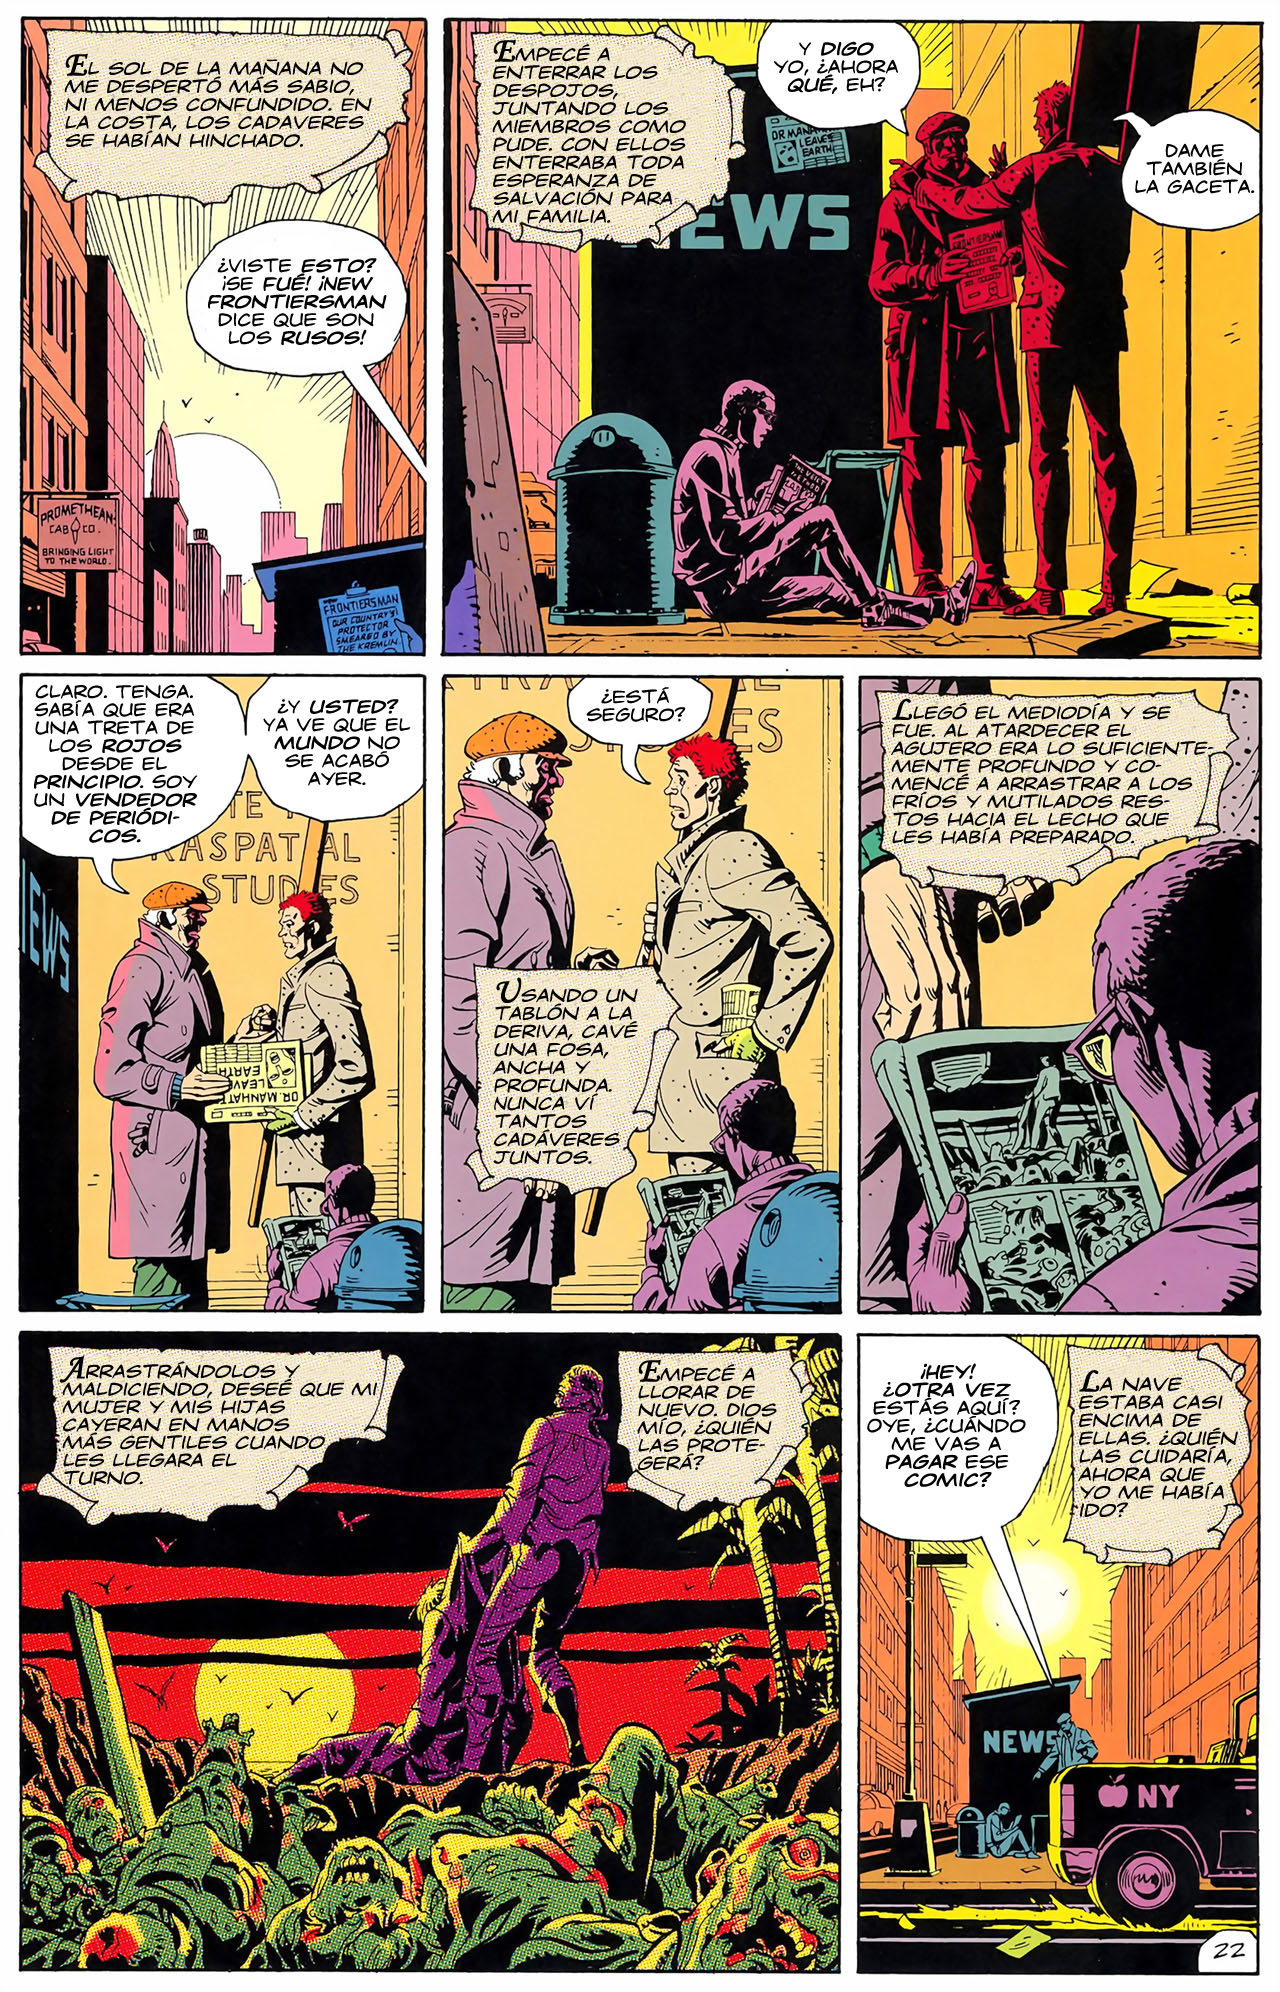 El sol de la mañana no
me despertó más sabio,
ni menos confundido. En
la costa, los cadaveres
se habían hinchado.
¿Viste esto?
¡Se fué! ¡New
Frontiersman
dice que son
los rusos!
PROMETHEAN
CAB CO.
BRINGING LIGHT
TO THE WORLD.
NEW
FRONTIERSMAN
OUR COUNTRY'S
PROTECTOR
SMEARED BY
THE KREMLIN.
Empecé a
enterrar los
despojos,
juntando los
miembros como
pude. Con ellos
enterraba toda
esperanza de
salvación para
mi familia.
Y digo
yo, ¿ahora
qué, eh?
Dame
también
la Gaceta.
DR MANHA
LEAVES
EARTH
NEWS
FRONTIERSMAN
Claro. Tenga.
Sabía que era
una treta de
los rojos
desde el
principio. Soy
un vendedor
de periódi-
cos.
¿Y usted?
Ya ve que el
mundo no
se acabó
ayer.
RASPATIAL
STUDIES
NEWS
DR. MANHAT
LEAVE
EARTH
¿Está
seguro?
STUDIES
Usando un
tablón a la
deriva, cavé
una fosa,
ancha y
profunda.
Nunca ví
tantos
cadáveres
juntos.
Llegó el mediodía y se
fue. Al atardecer el
agujero era lo suficiente-
mente profundo y co-
mencé a arrastrar a los
fríos y mutilados res-
tos hacia el lecho que
les había preparado.
Arrastrándolos y
maldiciendo, deseé que mi
mujer y mis hijas
cayeran en manos
más gentiles cuando
les llegara el
turno.
Empecé a
llorar de
nuevo. Dios
mío, ¿quién
las prote-
gerá?
¡Hey!
¿Otra vez
estás aquí?
Oye, ¿cuándo
me vas a
pagar ese
comic?
La nave
estaba casi
encima de
ellas. ¿Quién
las cuidaría,
ahora que
yo me había
ido?
NEWS
NY
22